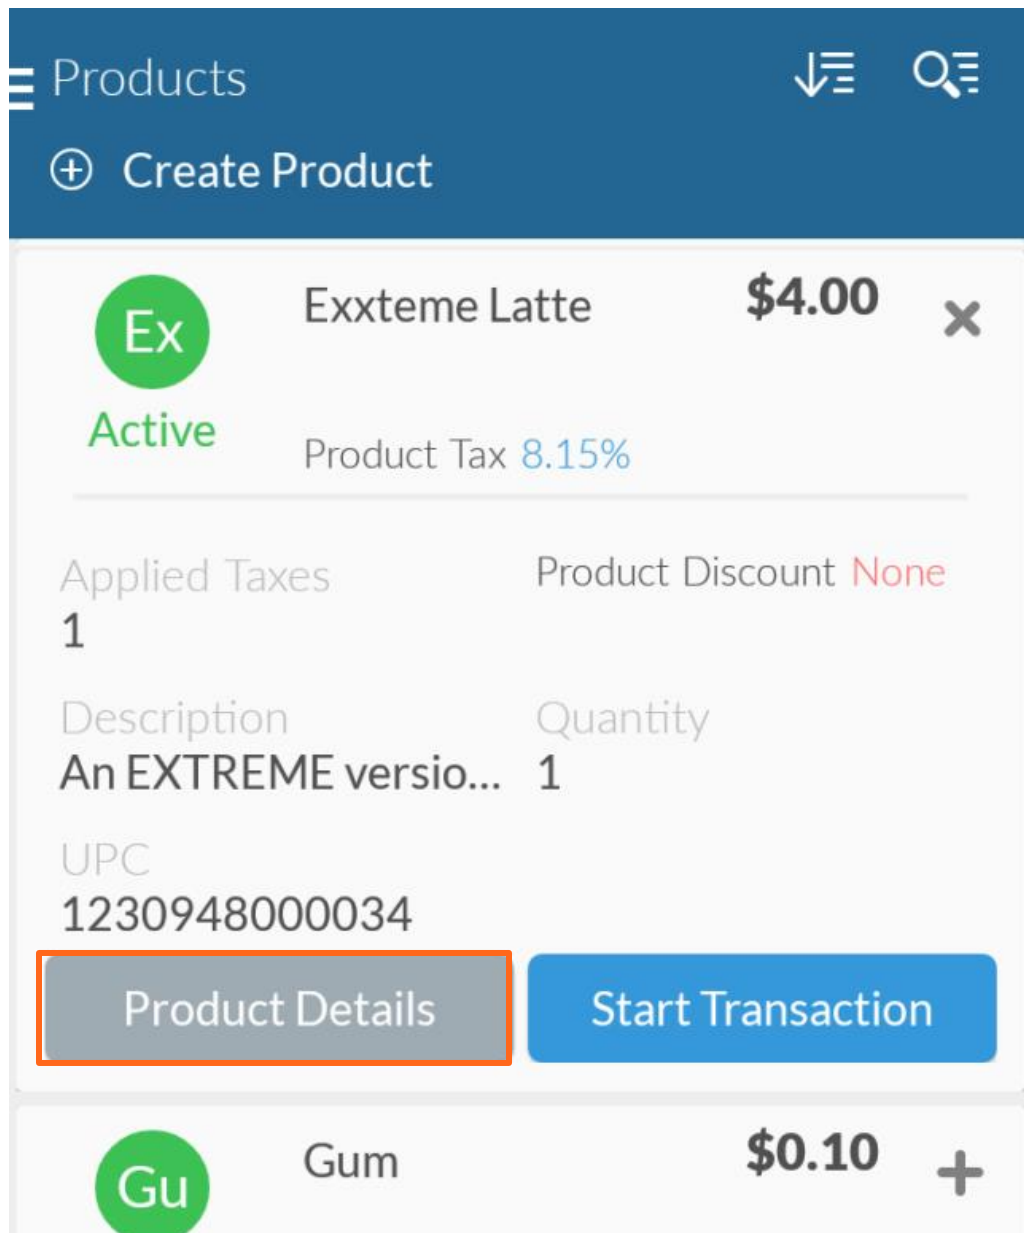 Products
Create Product
Ex
Exxteme Latte
$4.00
Active
Product Tax 8.15%
Applied Taxes
1
Product Discount None
Description
An EXTREME versio...
Quantity
1
UPC
1230948000034
Product Details
Start Transaction
Gu
Gum
$0.10